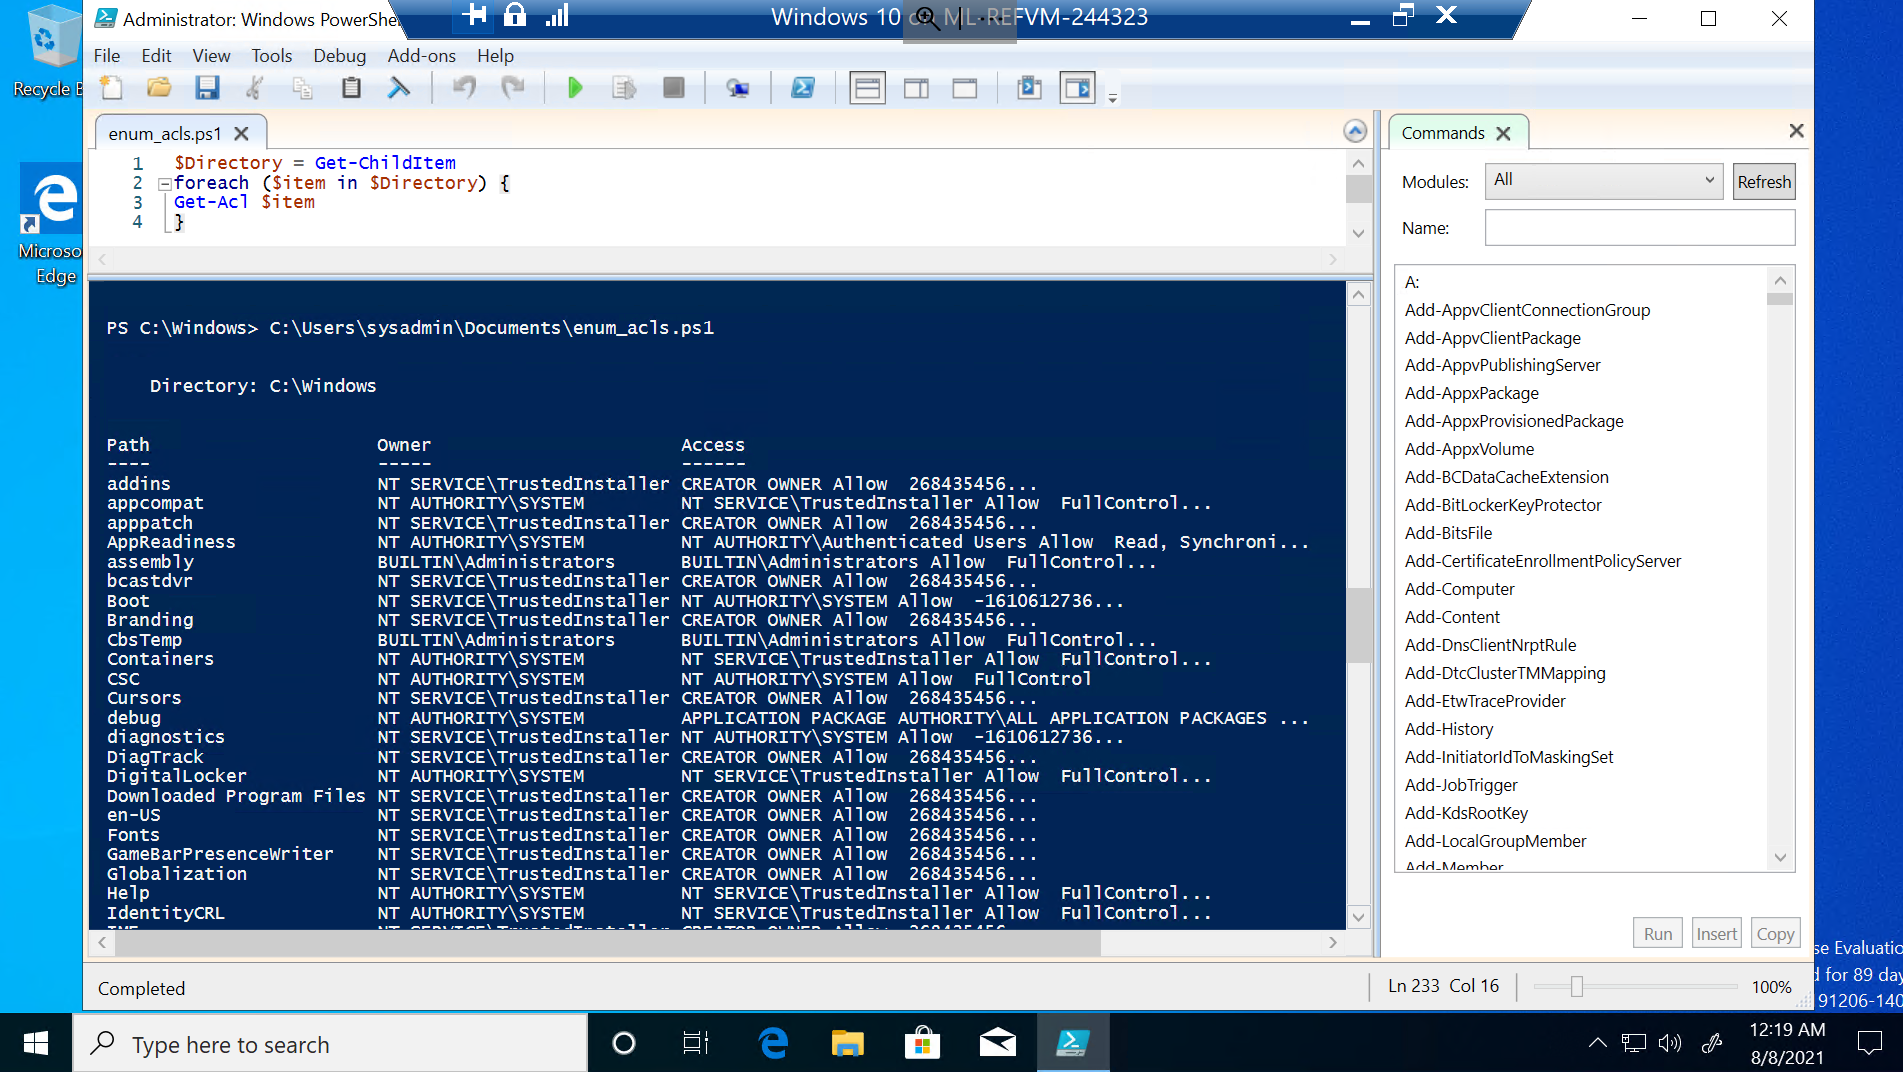 Recycle B
Microso
Edge
Administrator: Windows PowerShe
Windows 10 o ML-REFVM-244323
File Edit View Tools Debug Add-ons Help
enum_acls.ps1
1 $Directory = Get-ChildItem
2 foreach ($item in $Directory) {
3 Get-Acl $item
4 }
PS C:\Windows> C:\Users\sysadmin\Documents\enum_acls.ps1
Directory: C:\Windows
Path Owner Access
---- ----- ------
addins NT SERVICE\TrustedInstaller CREATOR OWNER Allow 268435456...
appcompat NT AUTHORITY\SYSTEM NT SERVICE\TrustedInstaller Allow FullControl...
apppatch NT SERVICE\TrustedInstaller CREATOR OWNER Allow 268435456...
AppReadiness NT AUTHORITY\SYSTEM NT AUTHORITY\Authenticated Users Allow Read, Synchroni...
assembly BUILTIN\Administrators BUILTIN\Administrators Allow FullControl...
bcastdvr NT SERVICE\TrustedInstaller CREATOR OWNER Allow 268435456...
Boot NT SERVICE\TrustedInstaller NT AUTHORITY\SYSTEM Allow -1610612736...
Branding NT SERVICE\TrustedInstaller CREATOR OWNER Allow 268435456...
CbsTemp BUILTIN\Administrators BUILTIN\Administrators Allow FullControl...
Containers NT AUTHORITY\SYSTEM NT SERVICE\TrustedInstaller Allow FullControl...
CSC NT AUTHORITY\SYSTEM NT AUTHORITY\SYSTEM Allow FullControl
Cursors NT SERVICE\TrustedInstaller CREATOR OWNER Allow 268435456...
debug NT AUTHORITY\SYSTEM APPLICATION PACKAGE AUTHORITY\ALL APPLICATION PACKAGES ...
diagnostics NT SERVICE\TrustedInstaller NT AUTHORITY\SYSTEM Allow -1610612736...
DiagTrack NT SERVICE\TrustedInstaller CREATOR OWNER Allow 268435456...
DigitalLocker NT AUTHORITY\SYSTEM NT SERVICE\TrustedInstaller Allow FullControl...
Downloaded Program Files NT SERVICE\TrustedInstaller CREATOR OWNER Allow 268435456...
en-US NT SERVICE\TrustedInstaller CREATOR OWNER Allow 268435456...
Fonts NT SERVICE\TrustedInstaller CREATOR OWNER Allow 268435456...
GameBarPresenceWriter NT SERVICE\TrustedInstaller CREATOR OWNER Allow 268435456...
Globalization NT SERVICE\TrustedInstaller CREATOR OWNER Allow 268435456...
Help NT AUTHORITY\SYSTEM NT SERVICE\TrustedInstaller Allow FullControl...
IdentityCRL NT AUTHORITY\SYSTEM NT SERVICE\TrustedInstaller Allow FullControl...
Completed
Ln 233 Col 16
100%
Commands
Modules: All Refresh
Name:
A:
Add-AppvClientConnectionGroup
Add-AppvClientPackage
Add-AppvPublishingServer
Add-AppxPackage
Add-AppxProvisionedPackage
Add-AppxVolume
Add-BCDataCacheExtension
Add-BitLockerKeyProtector
Add-BitsFile
Add-CertificateEnrollmentPolicyServer
Add-Computer
Add-Content
Add-DnsClientNrptRule
Add-DtcClusterTMMapping
Add-EtwTraceProvider
Add-History
Add-InitiatorIdToMaskingSet
Add-JobTrigger
Add-KdsRootKey
Add-LocalGroupMember
Add-Member
Run Insert Copy
se Evaluatio
d for 89 day
91206-140
Type here to search
12:19 AM
8/8/2021